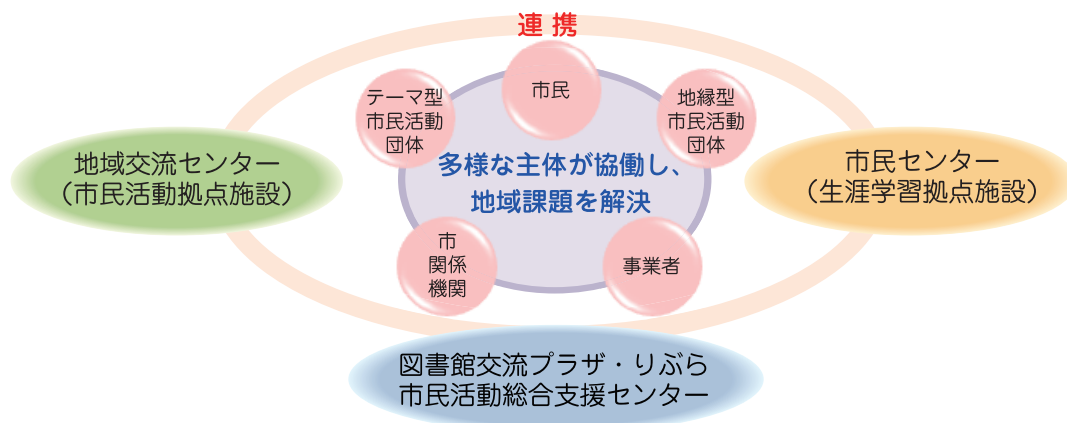 連携
市民
テーマ型
市民活動
団体
地縁型
市民活動
団体
多様な主体が協働し、
地域課題を解決
地域交流センター
（市民活動拠点施設）
市民センター
（生涯学習拠点施設）
市
関係
機関
事業者
図書館交流プラザ・りぶら
市民活動総合支援センター